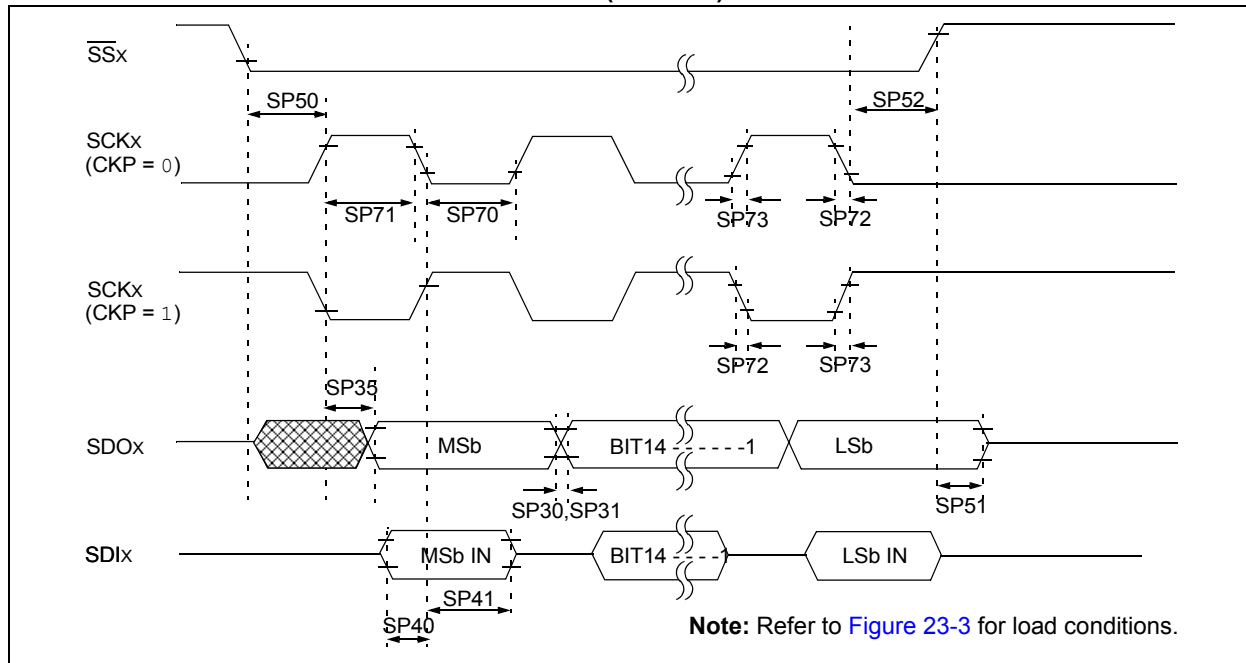 SSx
SP50
SP52
SCKx
(CKP = 0)
SP71
SP70
SP73
SP72
SCKx
(CKP = 1)
SP72
SP73
SP35
SDOx
MSb
BIT14 - - - - - -1
LSb
SP30,SP31
SP51
SDIx
MSb IN
BIT14 - - - -1
LSb IN
SP41
SP40
Note: Refer to Figure 23-3 for load conditions.